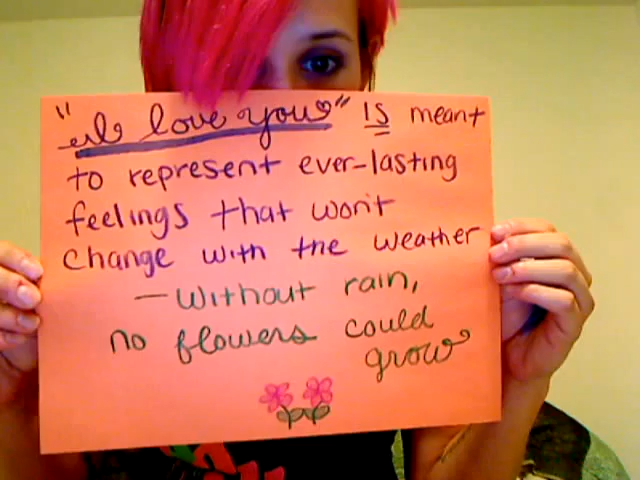 "I love you" IS meant
to represent ever-lasting
feelings that won't
change with the weather
— Without rain,
no flowers could
grow